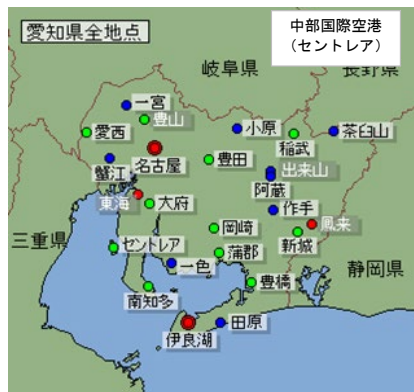 愛知県全地点
中部国際空港
（セントレア）
岐阜県
長野県
一宮
豊山
愛西
小原
稲武
茶臼山
名古屋
豊田
蟹江
出来山
阿蔵
東海
大府
作手
岡崎
鳳来
新城
三重県
セントレア
蒲郡
一色
静岡県
豊橋
南知多
田原
伊良湖